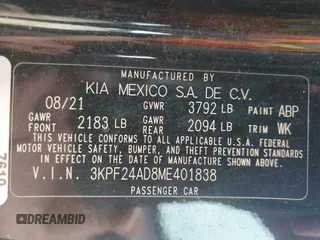 MANUFACTURED BY
KIA MEXICO S.A. DE C.V.
08/21 GVWR 3792 LB PAINT ABP
GAWR FRONT 2183 LB GAWR REAR 2094 LB TRIM WK
THIS VEHICLE CONFORMS TO ALL APPLICABLE U.S. FEDERAL
MOTOR VEHICLE SAFETY, BUMPER, AND THEFT PREVENTION STANDARDS
IN EFFECT ON THE DATE OF MANUFACTURE SHOWN ABOVE.
V.I.N. 3KPF24AD8ME401838
PASSENGER CAR
7610
DREAMBID